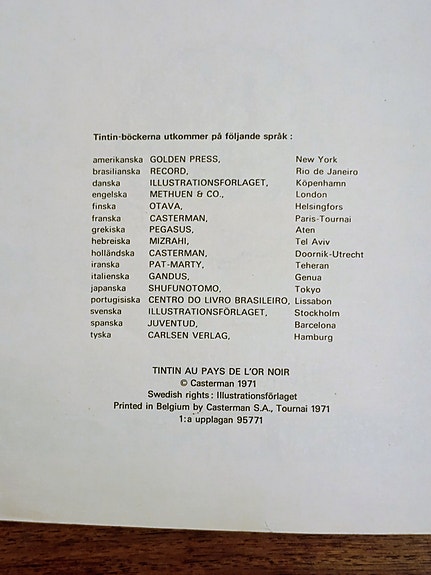 Tintin-böckerna utkommer på följande språk :
amerikanska GOLDEN PRESS, New York
brasilianska RECORD, Rio de Janeiro
danska ILLUSTRATIONSFORLAGET, Köpenhamn
engelska METHUEN & CO., London
finska OTAVA, Helsingfors
franska CASTERMAN, Paris-Tournai
grekiska PEGASUS, Aten
hebreiska MIZRAHI, Tel Aviv
holländska CASTERMAN, Doornik-Utrecht
iranska PAT-MARTY, Teheran
italienska GANDUS, Genua
japanska SHUFUNOTOMO, Tokyo
portugisiska CENTRO DO LIVRO BRASILEIRO, Lissabon
svenska ILLUSTRATIONSFÖRLAGET, Stockholm
spanska JUVENTUD, Barcelona
tyska CARLSEN VERLAG, Hamburg
TINTIN AU PAYS DE L'OR NOIR
© Casterman 1971
Swedish rights : Illustrationsförlaget
Printed in Belgium by Casterman S.A., Tournai 1971
1:a upplagan 95771